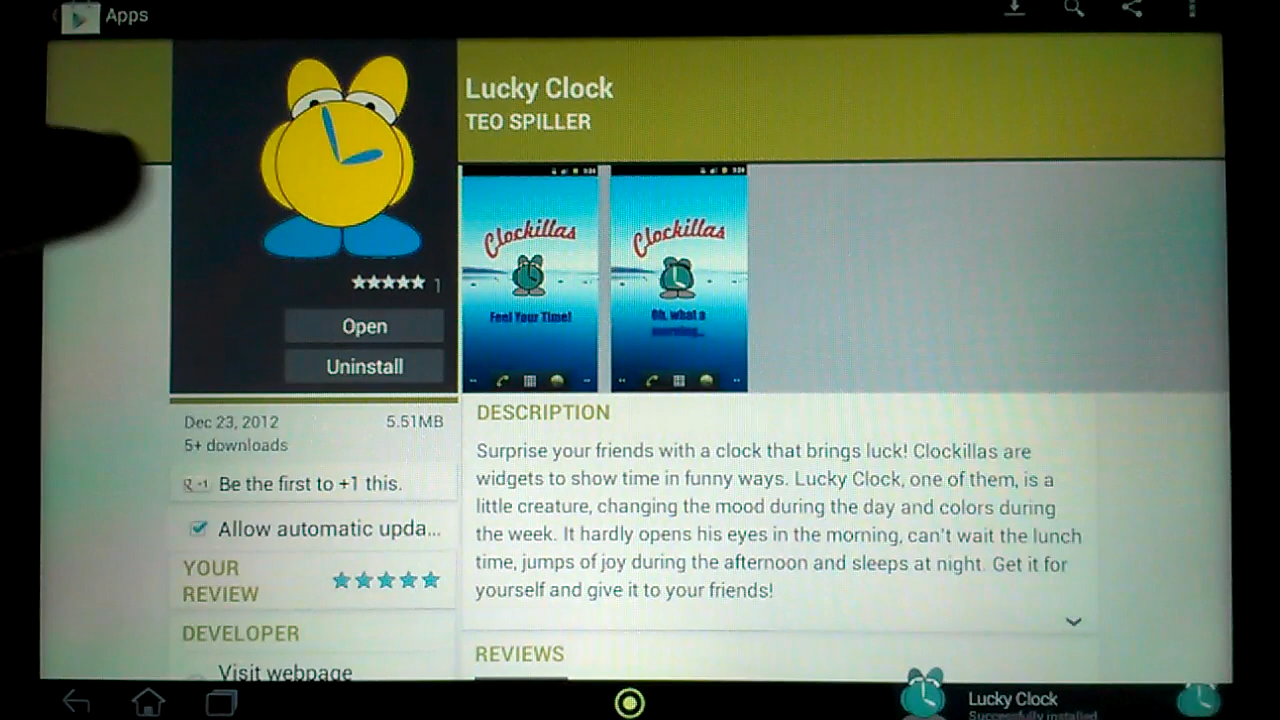 Apps
Lucky Clock
TEO SPILLER
Clockillas
Feel Your Time!
Clockillas
Oh, what a
morning...
1
Open
Uninstall
Dec 23, 2012
5.51MB
5+ downloads
Be the first to +1 this.
Allow automatic upda...
YOUR
REVIEW
DEVELOPER
Visit webpage
DESCRIPTION
Surprise your friends with a clock that brings luck! Clockillas are
widgets to show time in funny ways. Lucky Clock, one of them, is a
little creature, changing the mood during the day and colors during
the week. It hardly opens his eyes in the morning, can't wait the lunch
time, jumps of joy during the afternoon and sleeps at night. Get it for
yourself and give it to your friends!
REVIEWS
Lucky Clock
Successfully installed